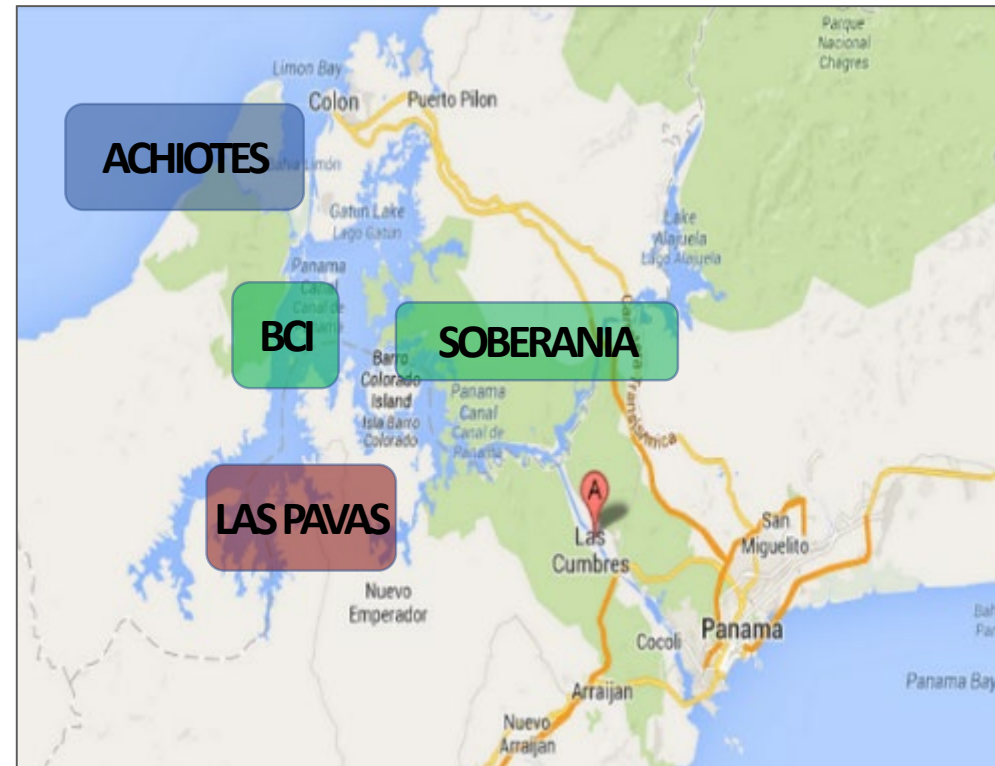 Parque
Nacional
Chagres
Limon Bay
Colon
Puerto Pilon
ACHIOTES
Bahia Limón
Gatun Lake
Lago Gatun
Lake
Alajuela
Lago Alajuela
Panama
Canal
Canal de
Panama
BCI
SOBERANIA
Transístmica
Barro
Colorado
Island
Isla Barro
Colorado
Panama
Canal
Canal de
Panama
LAS PAVAS
A
Las
Cumbres
San
Miguelito
Nuevo
Emperador
Cocoli
Panama
Arraijan
Panama Bay
Nuevo
Arraijan